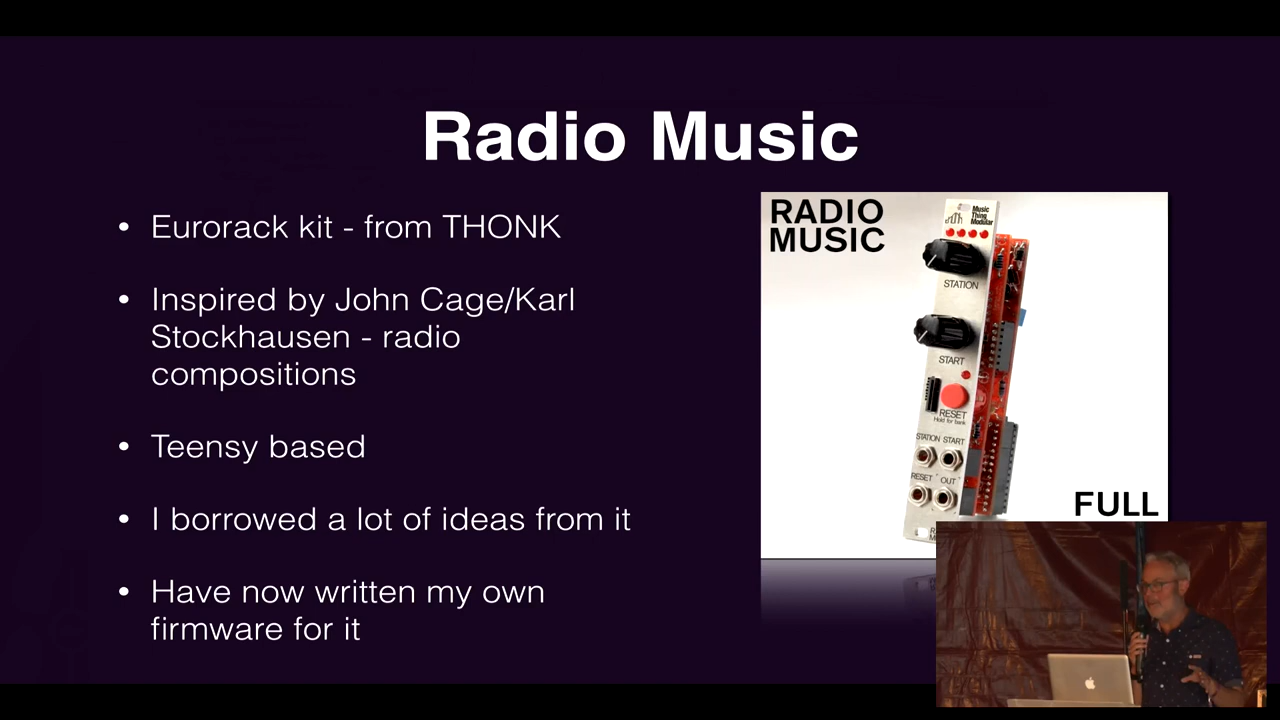 Radio Music
• Eurorack kit - from THONK
• Inspired by John Cage/Karl
Stockhausen - radio
compositions
• Teensy based
• I borrowed a lot of ideas from it
• Have now written my own
firmware for it
RADIO
MUSIC
Music
Thing
Modular
STATION
START
RESET
Hold for bank
STATION START
RESET OUT
FULL